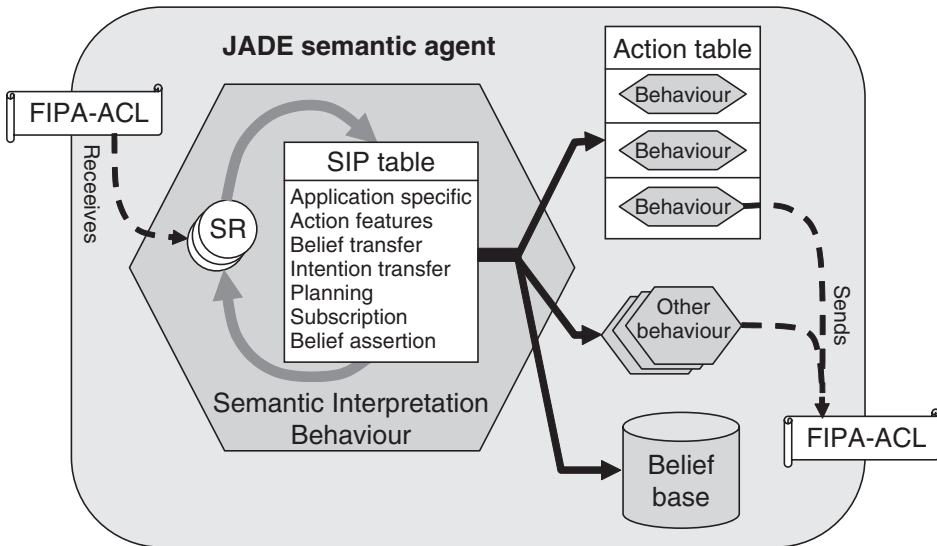 JADE semantic agent
FIPA-ACL
Receeives
SR
SIP table
Application specific
Action features
Belief transfer
Intention transfer
Planning
Subscription
Belief assertion
Semantic Interpretation
Behaviour
Action table
Behaviour
Behaviour
Behaviour
Other
behaviour
Sends
Belief
base
FIPA-ACL